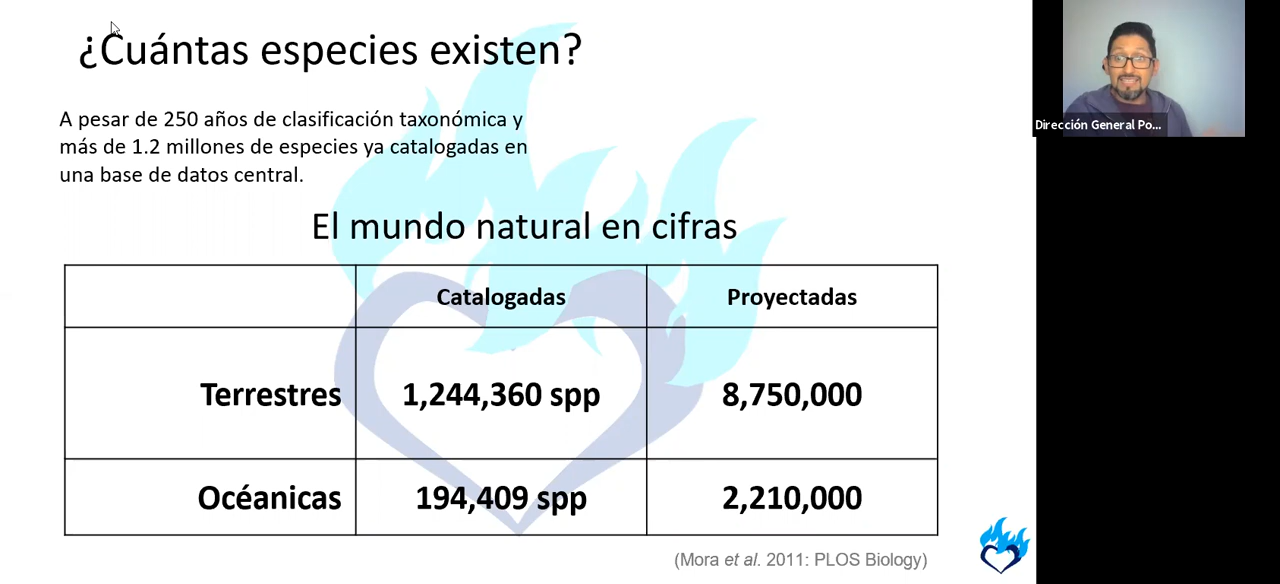 ¿Cuántas especies existen?
A pesar de 250 años de clasificación taxonómica y
más de 1.2 millones de especies ya catalogadas en
una base de datos central.
El mundo natural en cifras
Catalogadas Proyectadas
Terrestres 1,244,360 spp 8,750,000
Océanicas 194,409 spp 2,210,000
(Mora et al. 2011: PLOS Biology)
Dirección General Po...